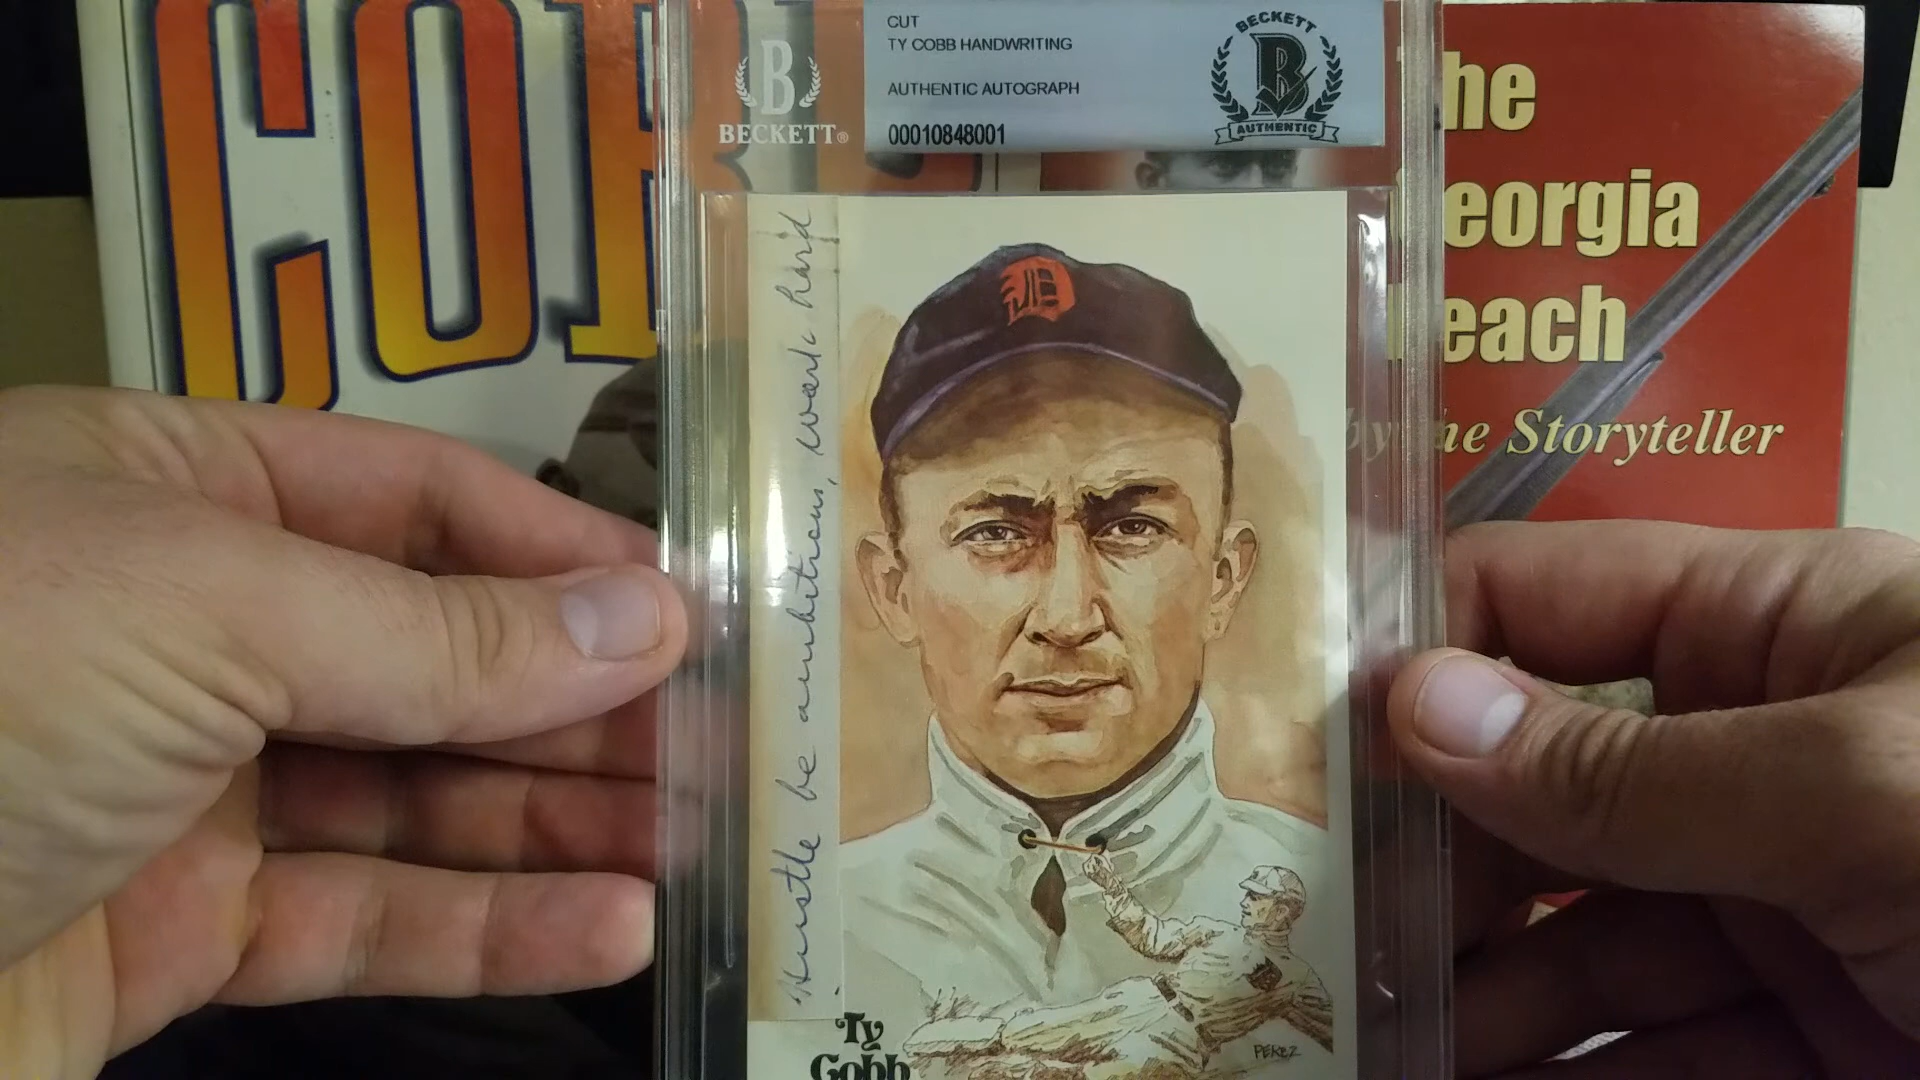 COB
CUT
TY COBB HANDWRITING
AUTHENTIC AUTOGRAPH
00010848001
B
BECKETT®
BECKETT
B
AUTHENTIC
he
eorgia
each
by he Storyteller
Hustle be ambitious, work hard
D
Ty
Cobb
PEREZ